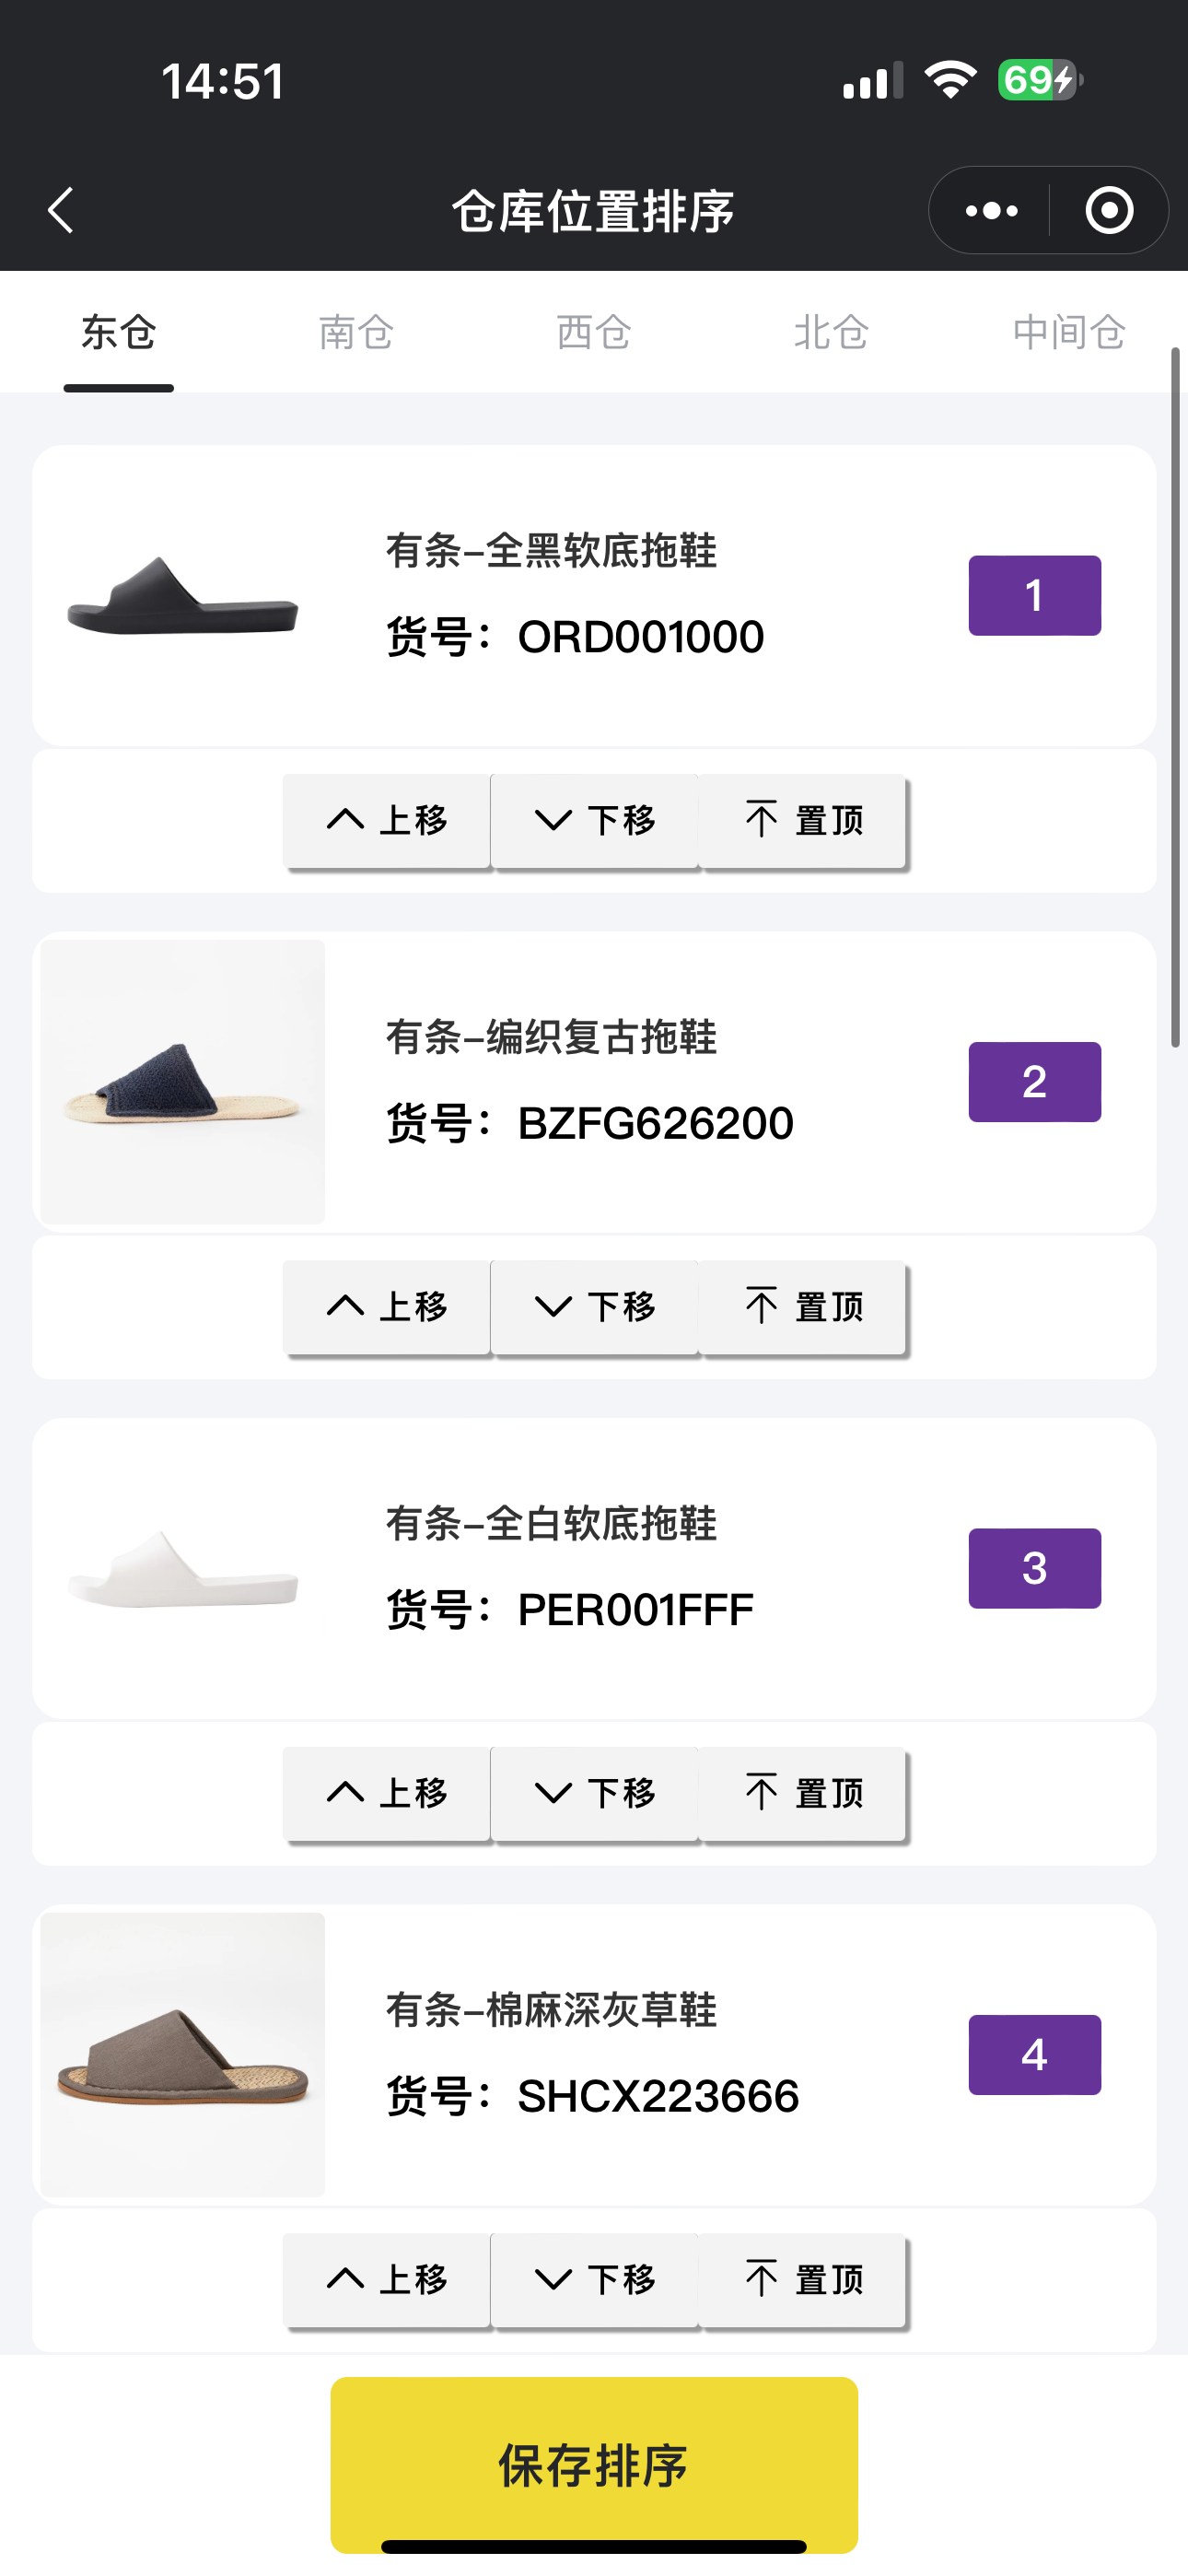 14:51
69
仓库位置排序
东仓 南仓 西仓 北仓 中间仓
有条-全黑软底拖鞋
货号：ORD001000
1
上移 下移 置顶
有条-编织复古拖鞋
货号：BZFG626200
2
上移 下移 置顶
有条-全白软底拖鞋
货号：PER001FFF
3
上移 下移 置顶
有条-棉麻深灰草鞋
货号：SHCX223666
4
上移 下移 置顶
保存排序